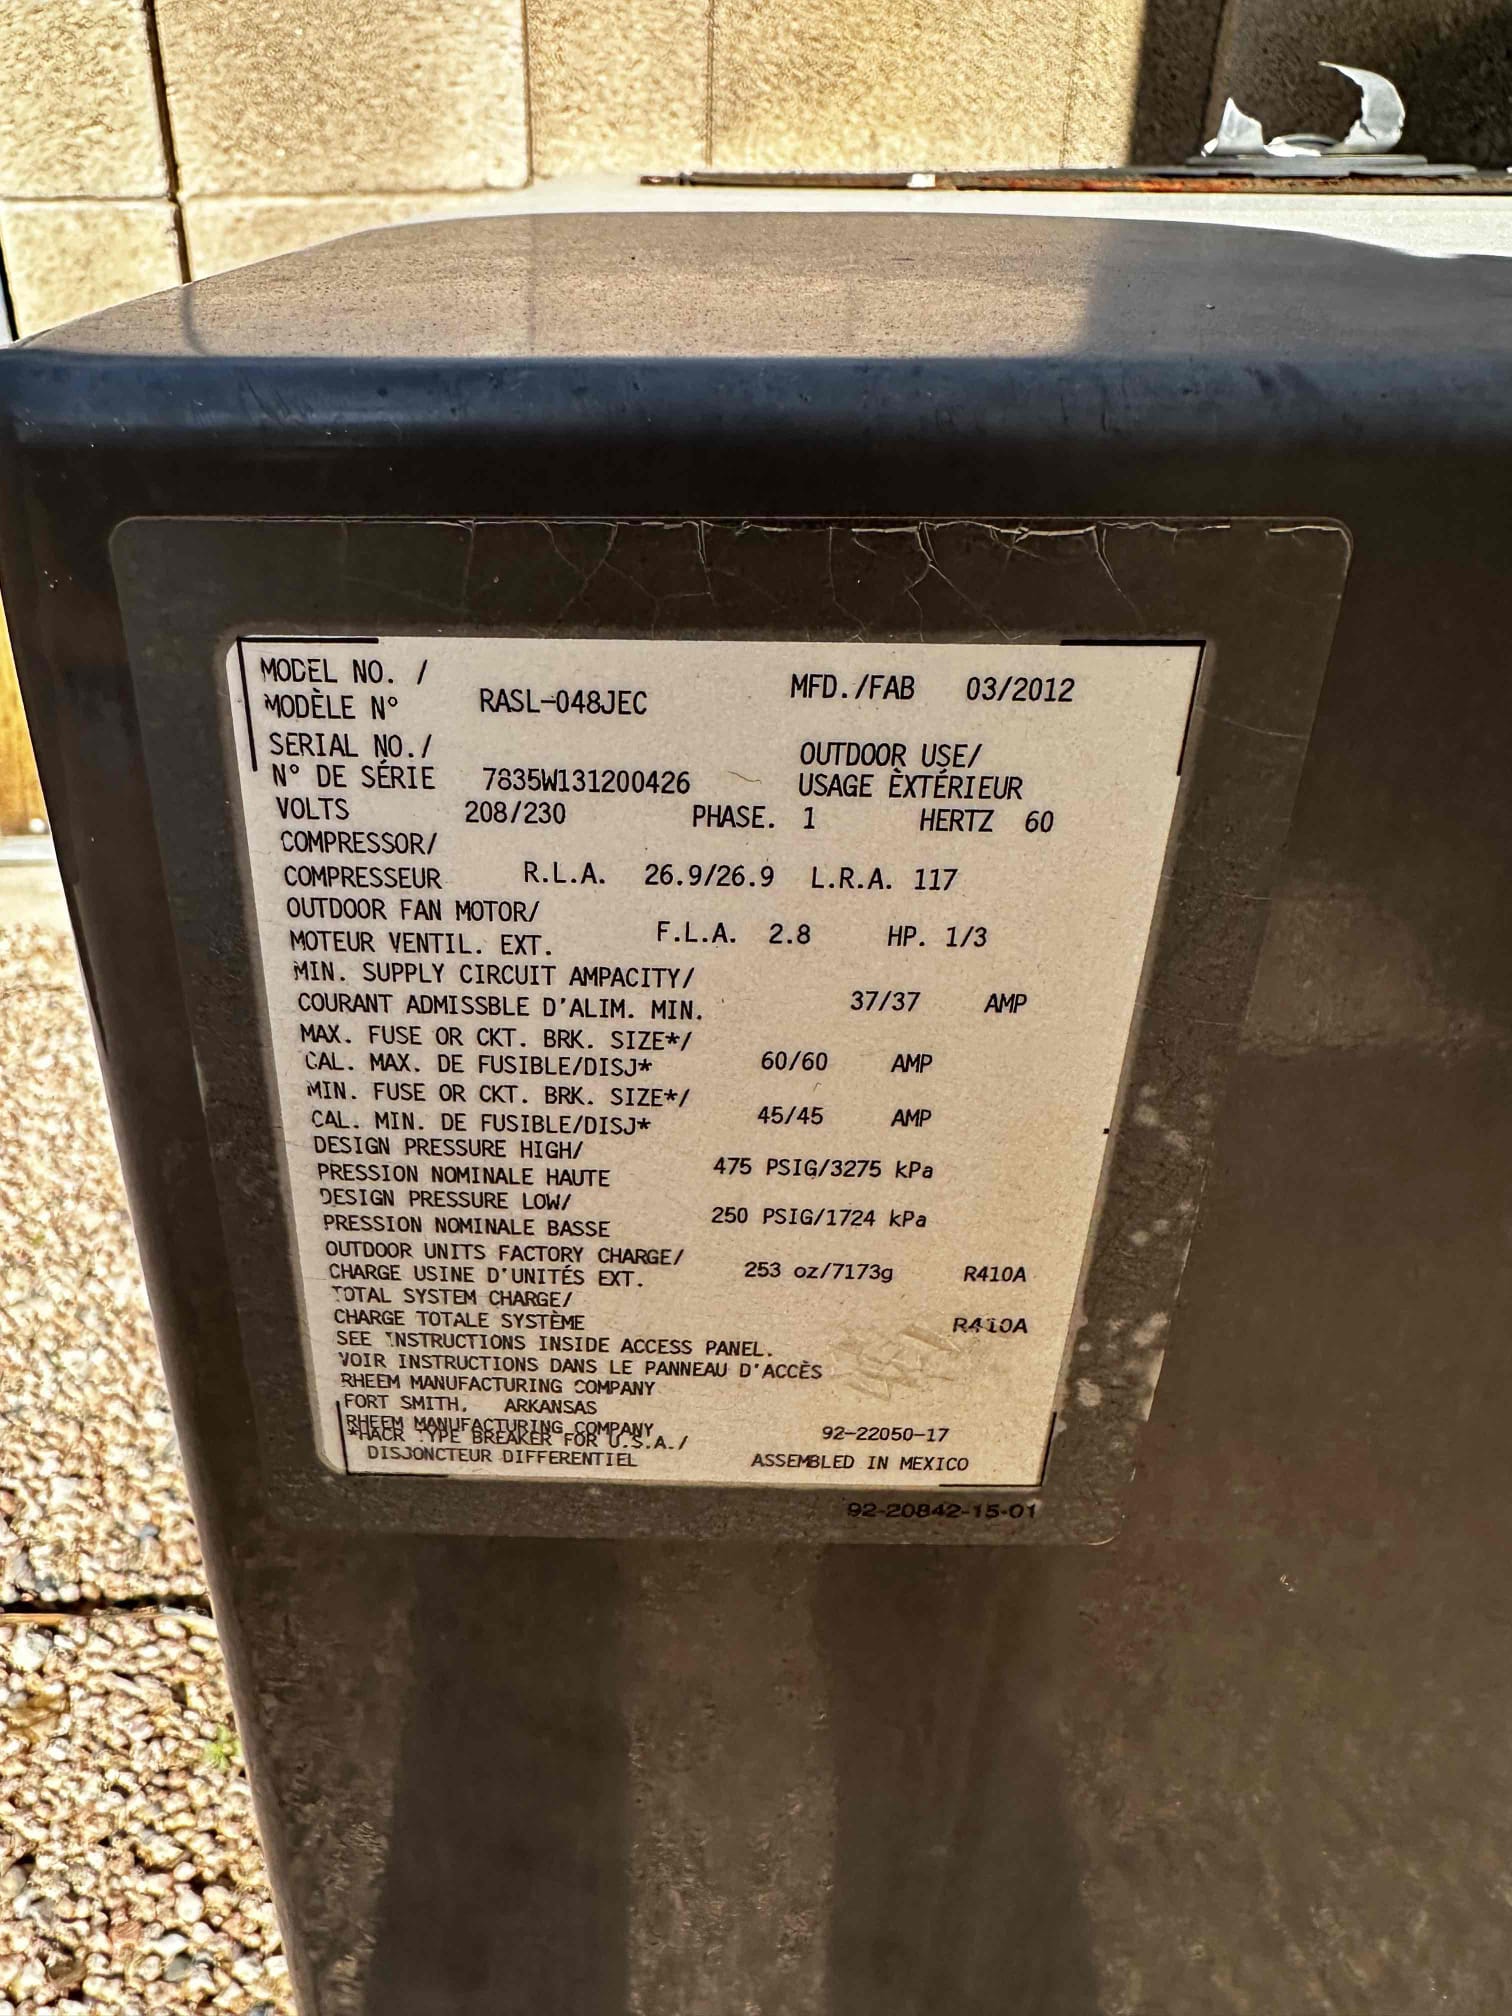 MODEL NO. /
MODÈLE N° RASL-048JEC MFD./FAB 03/2012
SERIAL NO./ OUTDOOR USE/
N° DE SÉRIE 7835W131200426 USAGE ÈXTÉRIEUR
VOLTS 208/230 PHASE. 1 HERTZ 60
COMPRESSOR/
COMPRESSEUR R.L.A. 26.9/26.9 L.R.A. 117
OUTDOOR FAN MOTOR/
MOTEUR VENTIL. EXT. F.L.A. 2.8 HP. 1/3
MIN. SUPPLY CIRCUIT AMPACITY/
COURANT ADMISSBLE D'ALIM. MIN. 37/37 AMP
MAX. FUSE OR CKT. BRK. SIZE*/
CAL. MAX. DE FUSIBLE/DISJ* 60/60 AMP
MIN. FUSE OR CKT. BRK. SIZE*/
CAL. MIN. DE FUSIBLE/DISJ* 45/45 AMP
DESIGN PRESSURE HIGH/
PRESSION NOMINALE HAUTE 475 PSIG/3275 kPa
DESIGN PRESSURE LOW/
PRESSION NOMINALE BASSE 250 PSIG/1724 kPa
OUTDOOR UNITS FACTORY CHARGE/
CHARGE USINE D'UNITÉS EXT. 253 oz/7173g R410A
TOTAL SYSTEM CHARGE/
CHARGE TOTALE SYSTÈME R410A
SEE INSTRUCTIONS INSIDE ACCESS PANEL.
VOIR INSTRUCTIONS DANS LE PANNEAU D'ACCÈS
RHEEM MANUFACTURING COMPANY
FORT SMITH, ARKANSAS
RHEEM MANUFACTURING COMPANY
*HACR TYPE BREAKER FOR U.S.A./ 92-22050-17
DISJONCTEUR DIFFERENTIEL ASSEMBLED IN MEXICO
92-20842-15-01